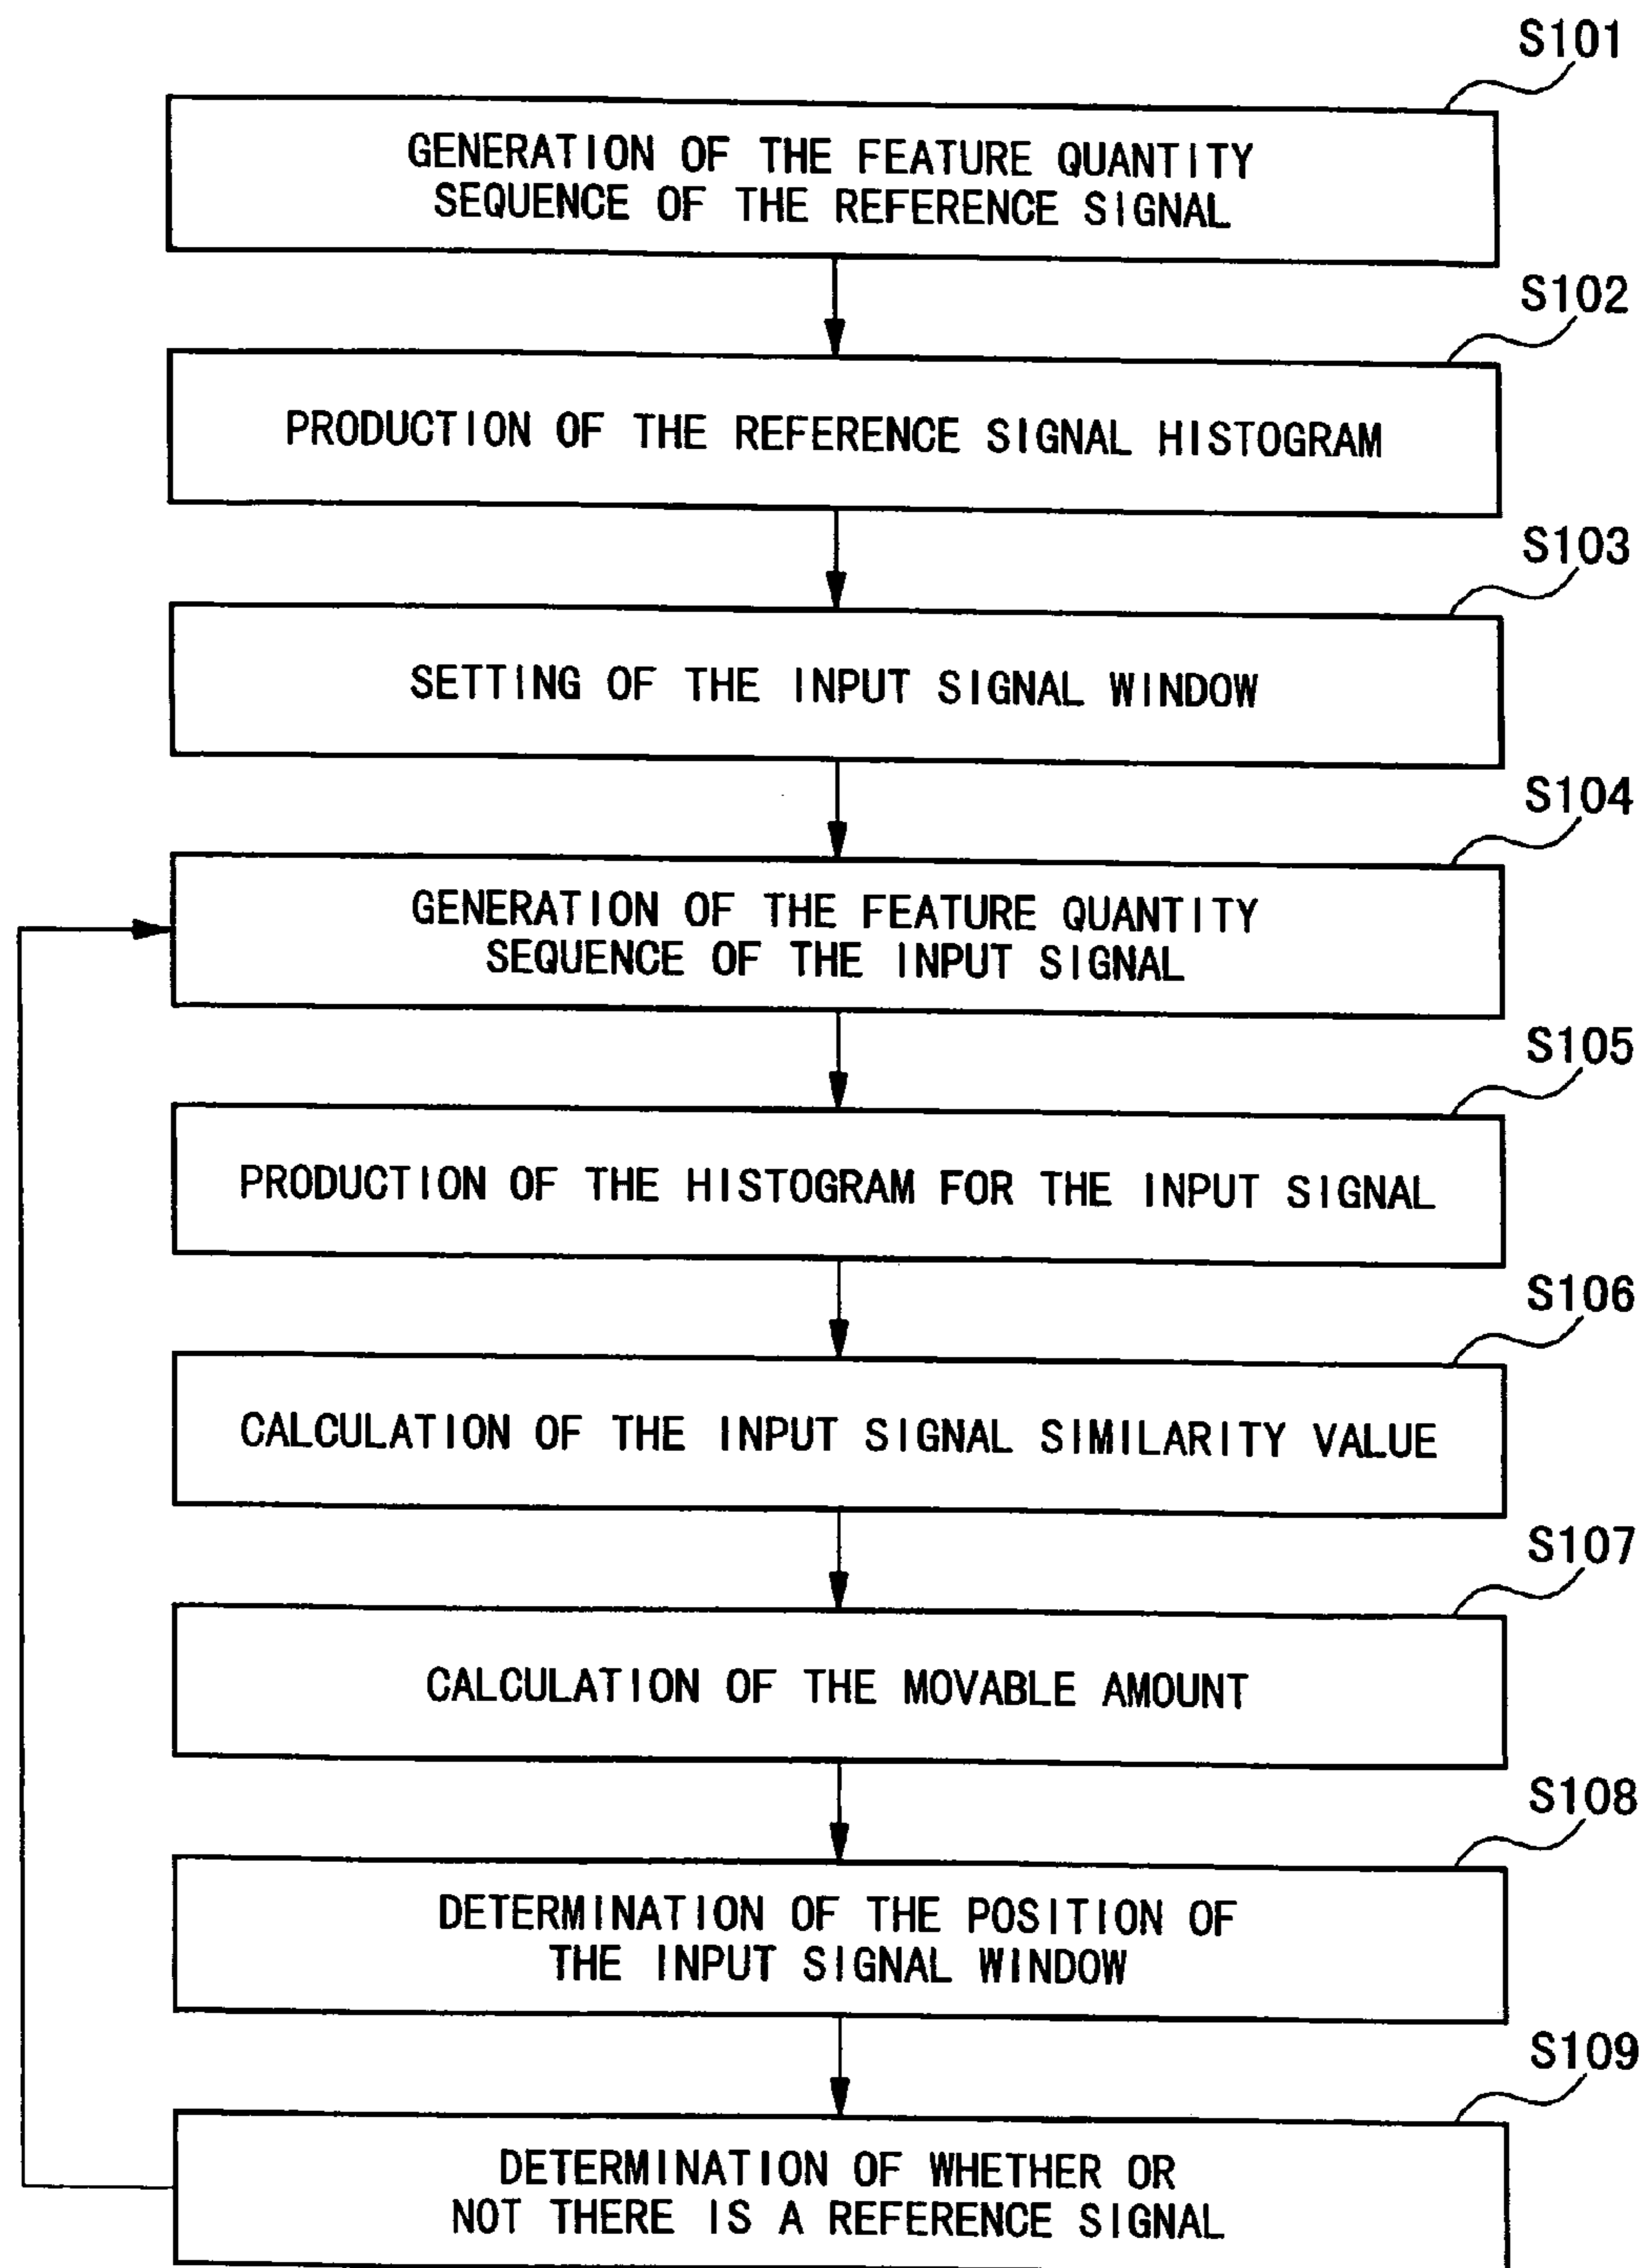 S101
GENERATION OF THE FEATURE QUANTITY
SEQUENCE OF THE REFERENCE SIGNAL
S102
PRODUCTION OF THE REFERENCE SIGNAL HISTOGRAM
S103
SETTING OF THE INPUT SIGNAL WINDOW
S104
GENERATION OF THE FEATURE QUANTITY
SEQUENCE OF THE INPUT SIGNAL
S105
PRODUCTION OF THE HISTOGRAM FOR THE INPUT SIGNAL
S106
CALCULATION OF THE INPUT SIGNAL SIMILARITY VALUE
S107
CALCULATION OF THE MOVABLE AMOUNT
S108
DETERMINATION OF THE POSITION OF
THE INPUT SIGNAL WINDOW
S109
DETERMINATION OF WHETHER OR
NOT THERE IS A REFERENCE SIGNAL